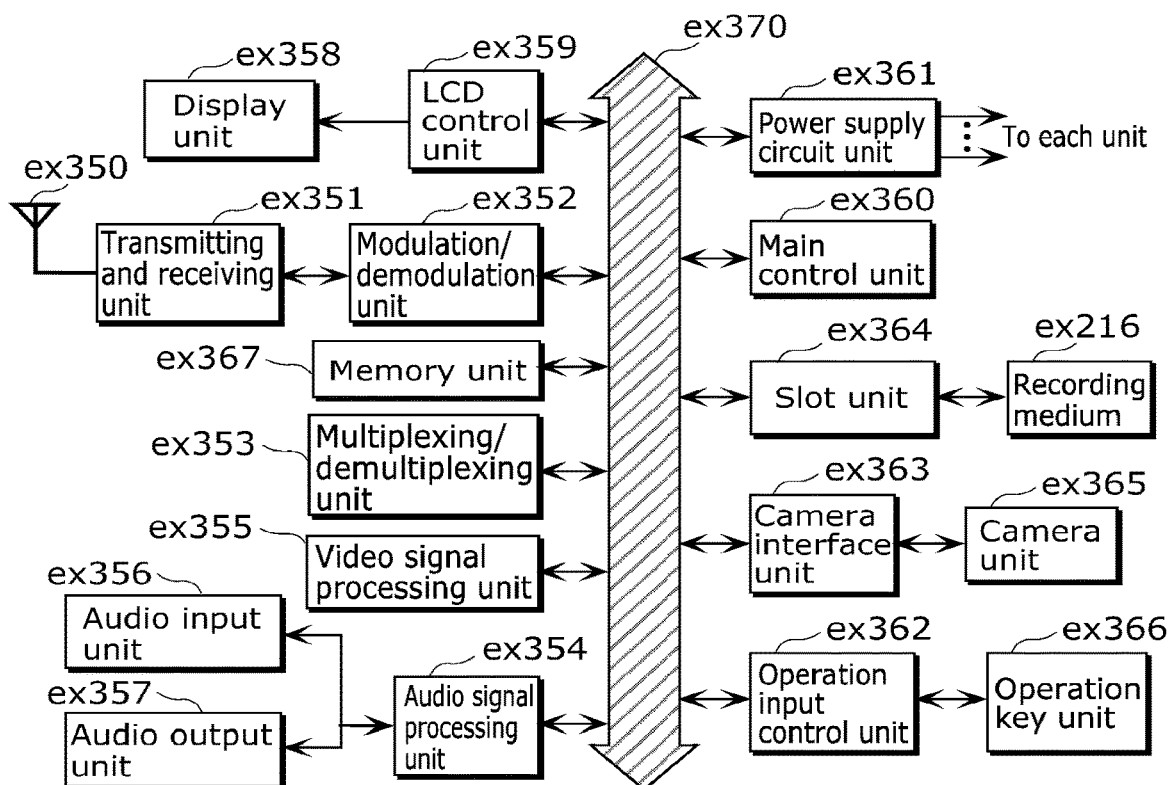 ex370
ex358
ex359
ex361
Display
unit
LCD
control
unit
Power supply
circuit unit
To each unit
ex350
ex351
ex352
ex360
Transmitting
and receiving
unit
Modulation/
demodulation
unit
Main
control unit
ex367
Memory unit
ex364
ex216
Slot unit
Recording
medium
ex353
Multiplexing/
demultiplexing
unit
ex363
ex365
Camera
interface
unit
Camera
unit
ex355
Video signal
processing unit
ex356
Audio input
unit
ex354
ex362
ex366
ex357
Audio output
unit
Audio signal
processing
unit
Operation
input
control unit
Operation
key unit